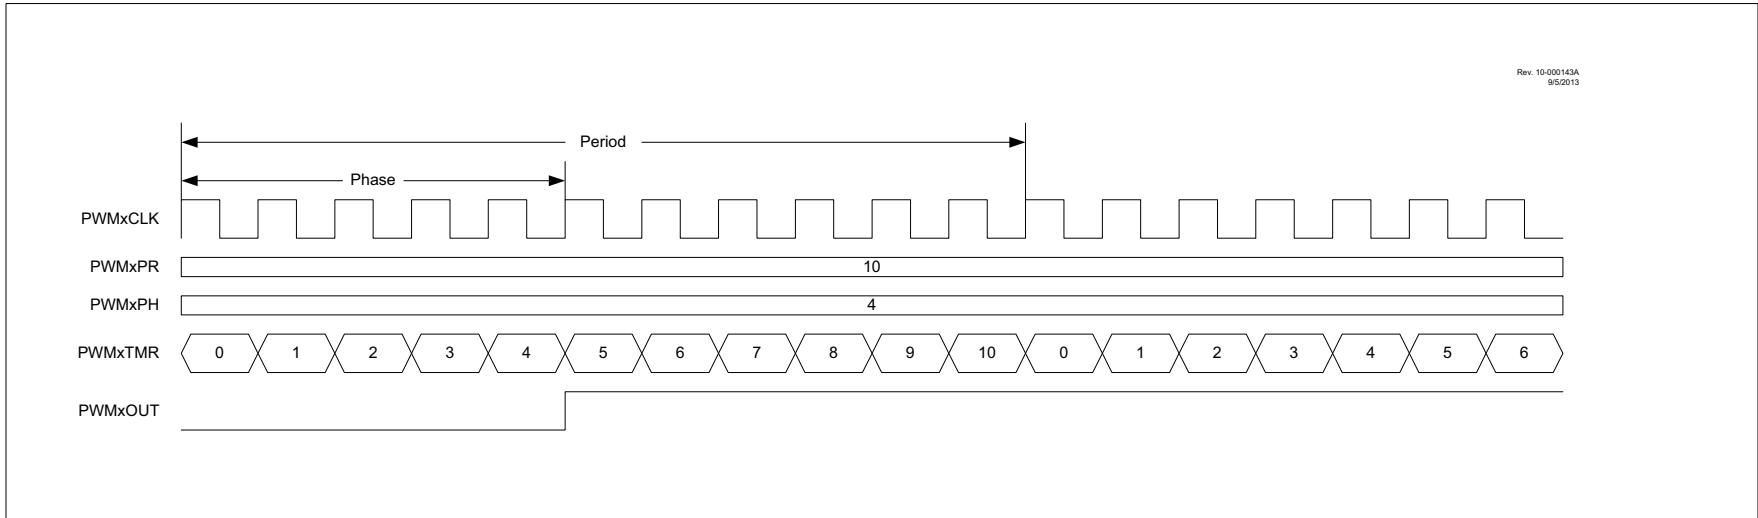 Rev. 10-000143A
9/5/2013
Period
Phase
PWMxCLK
PWMxPR
10
PWMxPH
4
PWMxTMR 0 1 2 3 4 5 6 7 8 9 10 0 1 2 3 4 5 6
PWMxOUT